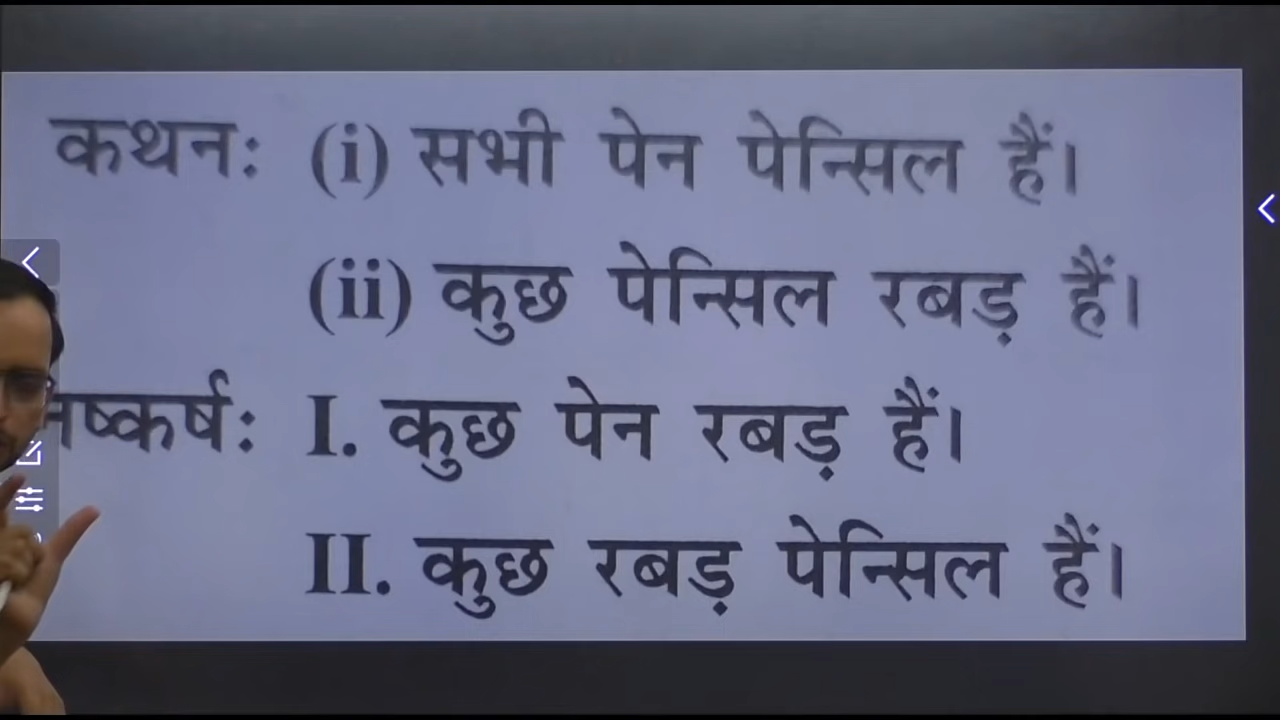 कथनः (i) सभी पेन पेन्सिल हैं।
(ii) कुछ पेन्सिल रबड़ हैं।
निष्कर्षः I. कुछ पेन रबड़ हैं।
II. कुछ रबड़ पेन्सिल हैं।